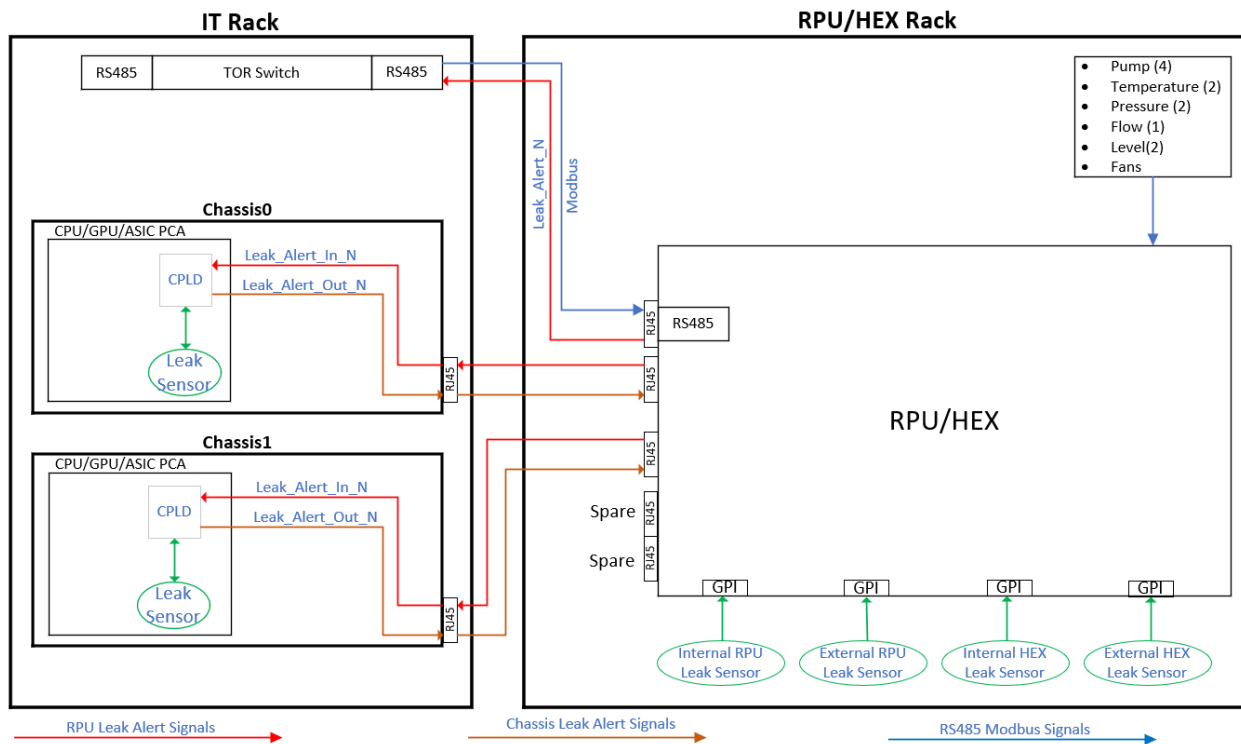 IT Rack
RPU/HEX Rack
RS485
TOR Switch
RS485
Pump (4)
Temperature (2)
Pressure (2)
Flow (1)
Level(2)
Fans
Leak_Alert_N
Modbus
Chassis0
CPU/GPU/ASIC PCA
Leak_Alert_In_N
CPLD
Leak_Alert_Out_N
Leak
Sensor
RJ45
RJ45
RS485
RJ45
RPU/HEX
Chassis1
CPU/GPU/ASIC PCA
Leak_Alert_In_N
CPLD
Leak_Alert_Out_N
Leak
Sensor
RJ45
RJ45
Spare
RJ45
Spare
RJ45
GPI
GPI
GPI
GPI
Internal RPU
Leak Sensor
External RPU
Leak Sensor
Internal HEX
Leak Sensor
External HEX
Leak Sensor
RPU Leak Alert Signals
Chassis Leak Alert Signals
RS485 Modbus Signals